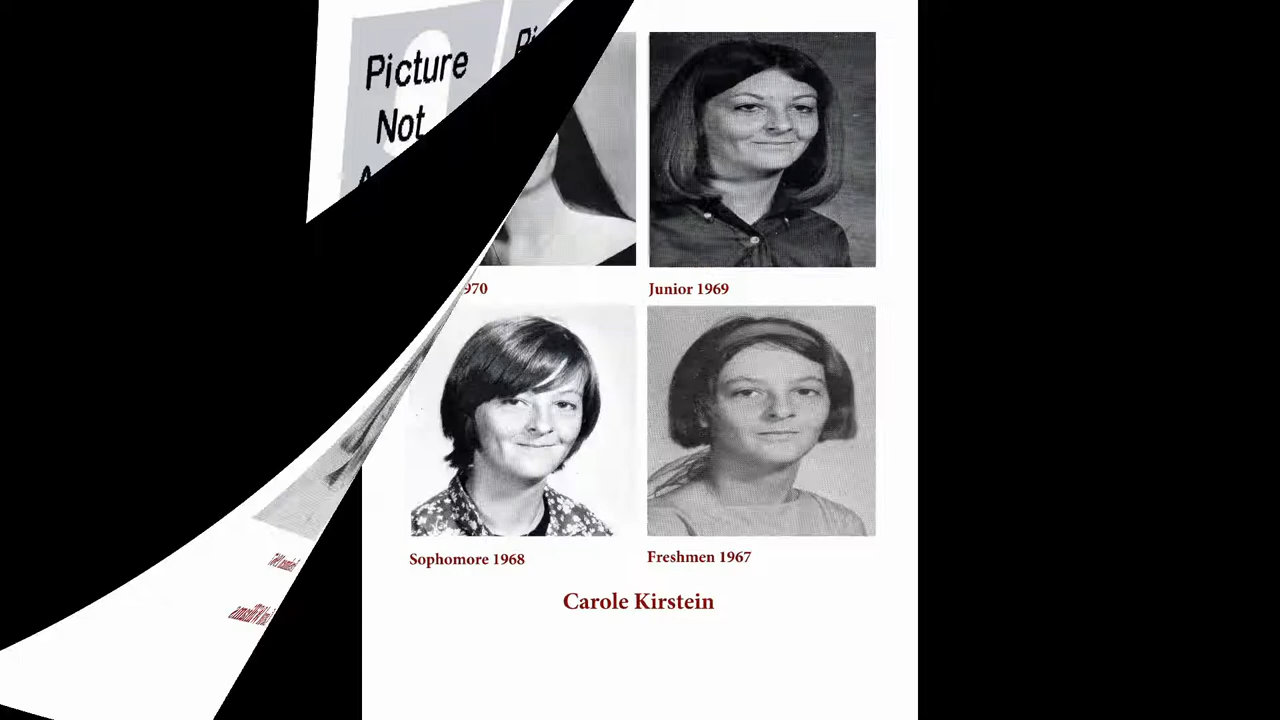 Picture
Not
970
Junior 1969
Sophomore 1968
Freshmen 1967
Carole Kirstein